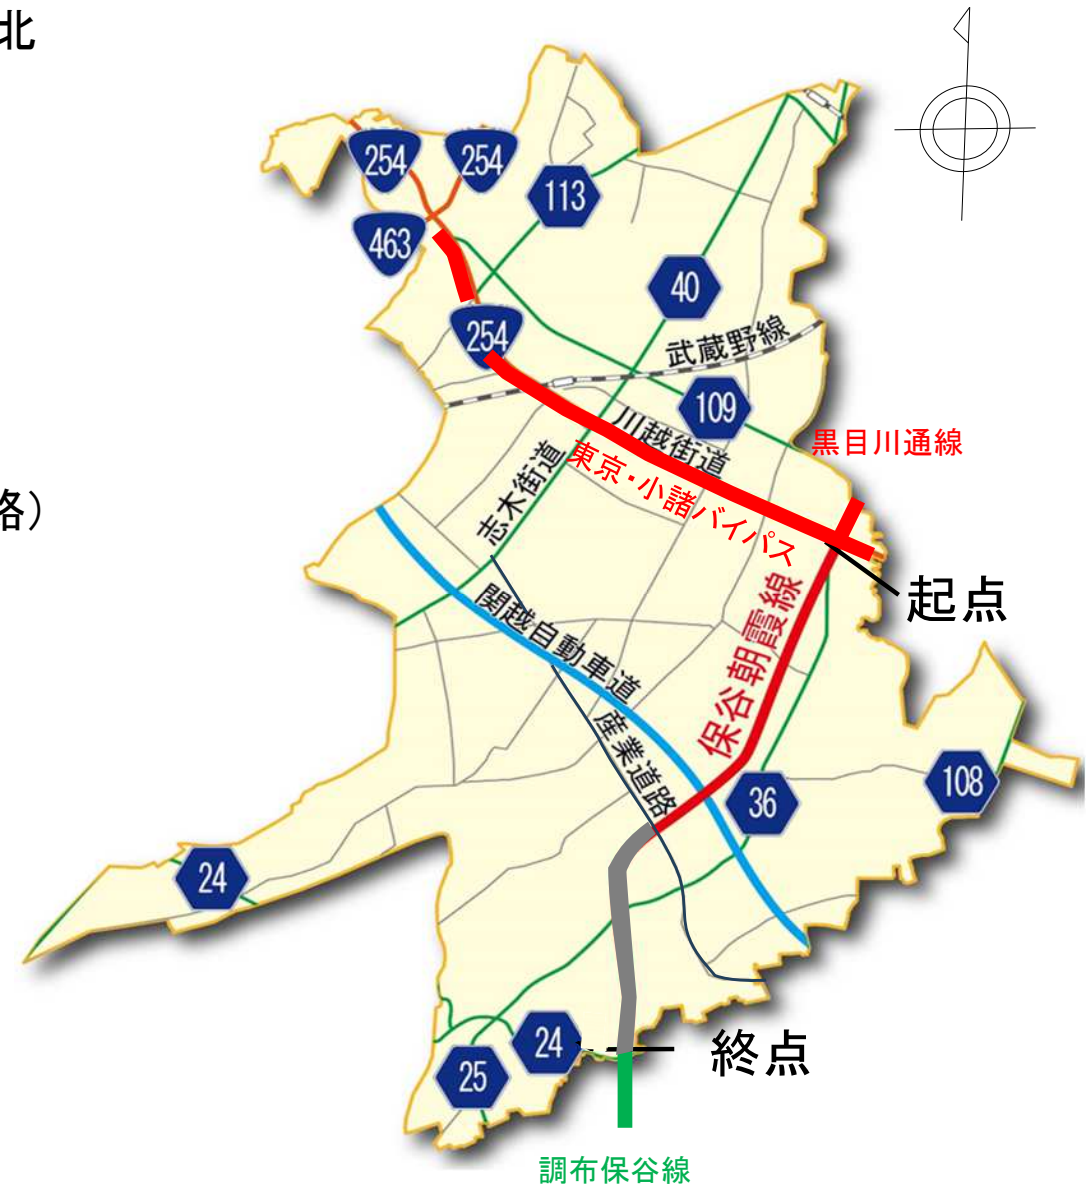 北
254
254
113
463
40
254
武蔵野線
109
川越街道
黒目川通線
東京・小諸バイパス
志木街道
路）
起点
関越自動車道
保谷朝霞線
産業道路
36
108
24
24
終点
25
調布保谷線